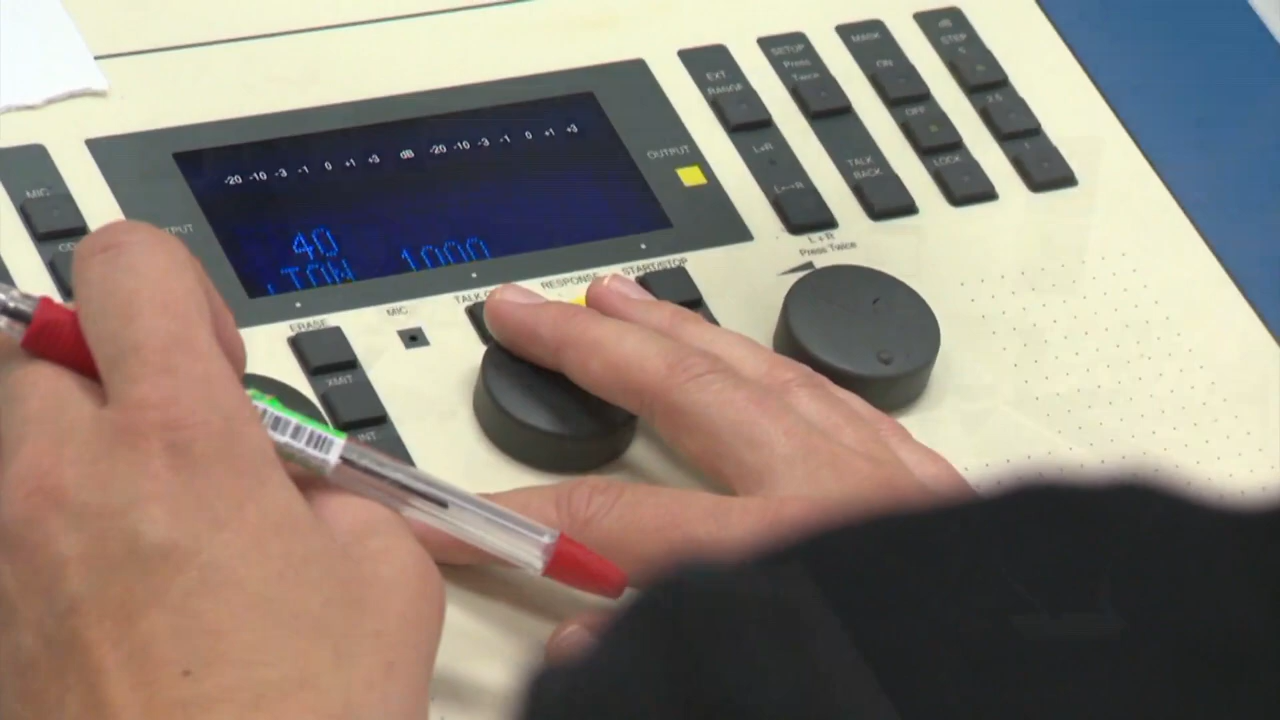 -20 -10 -3 -1 0 +1 +3 dB -20 -10 -3 -1 0 +1 +3
40
1000
OUTPUT
MIC
EXT
RANGE
L+R
SETUP
Press
Twice
TALK
BACK
MASK
ON
OFF
LOCK
dB
STEP
5
2.5
1
L + R
Press Twice
START/STOP
RESPONSE
MIC
ERASE
XMIT
INT